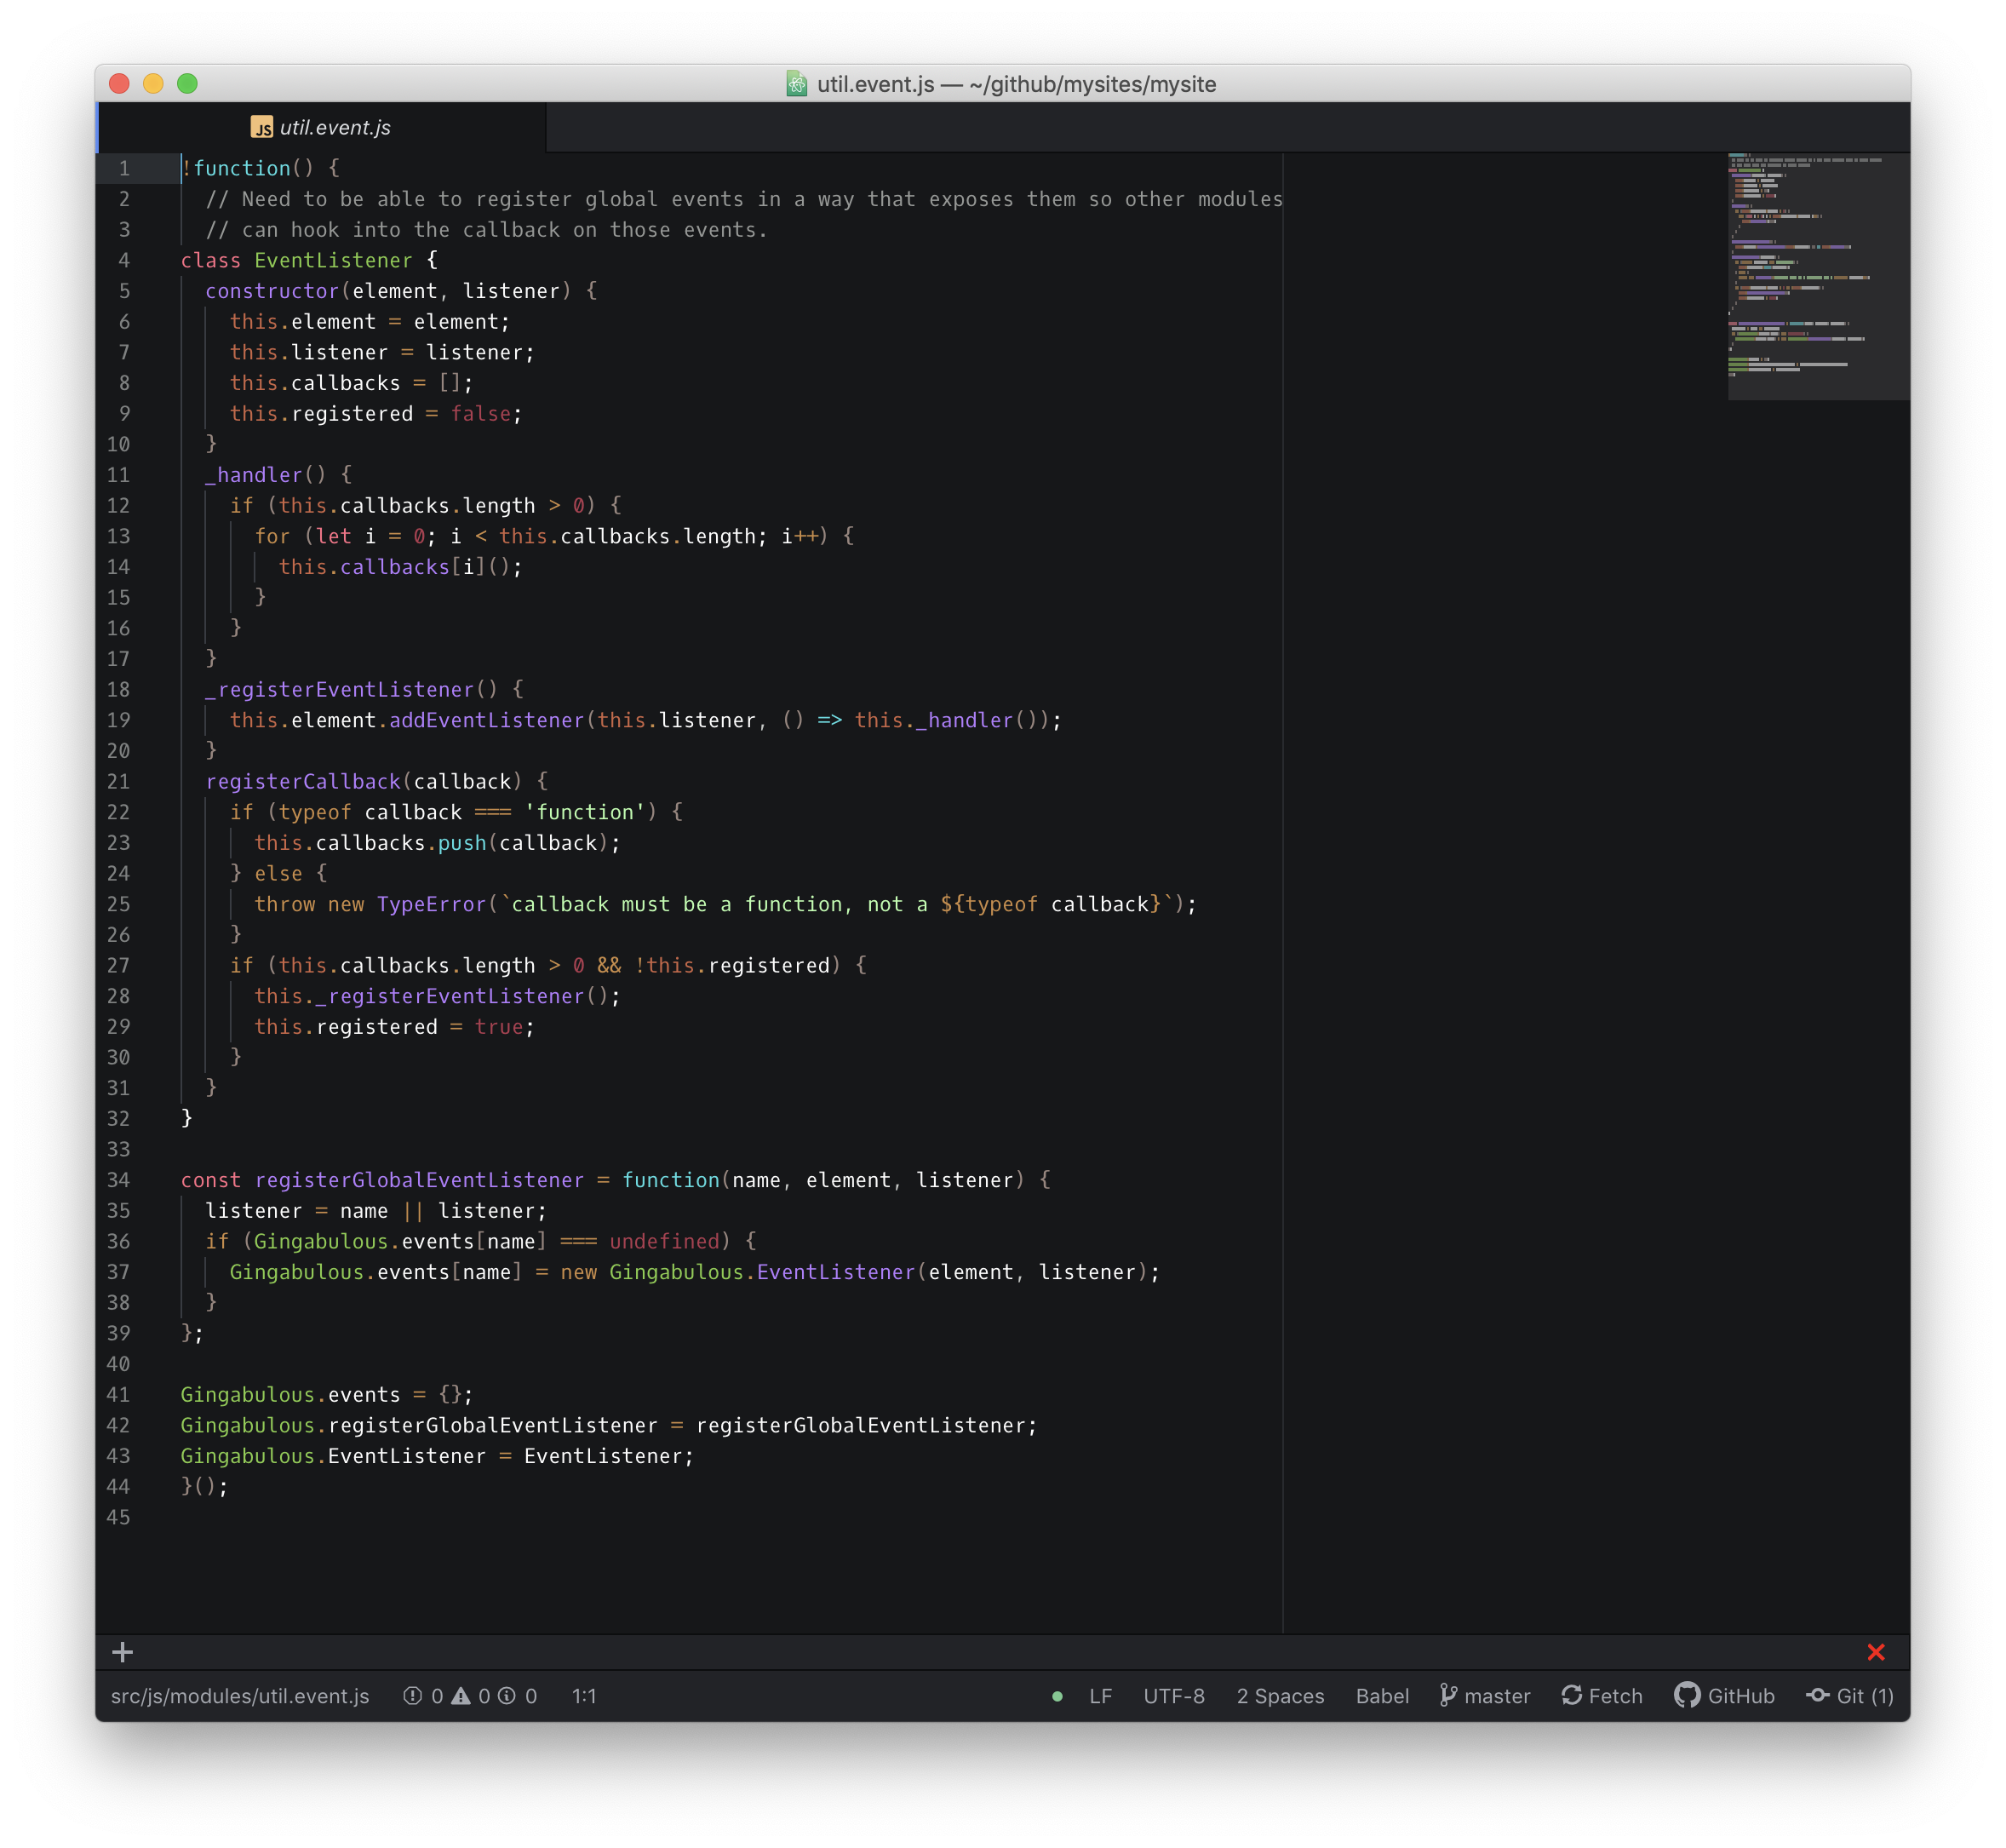 util.event.js — ~/github/mysites/mysite
JS util.event.js
1 !function() {
2   // Need to be able to register global events in a way that exposes them so other modules
3   // can hook into the callback on those events.
4 class EventListener {
5   constructor(element, listener) {
6     this.element = element;
7     this.listener = listener;
8     this.callbacks = [];
9     this.registered = false;
10   }
11   _handler() {
12     if (this.callbacks.length > 0) {
13       for (let i = 0; i < this.callbacks.length; i++) {
14         this.callbacks[i]();
15       }
16     }
17   }
18   _registerEventListener() {
19     this.element.addEventListener(this.listener, () => this._handler());
20   }
21   registerCallback(callback) {
22     if (typeof callback === 'function') {
23       this.callbacks.push(callback);
24     } else {
25       throw new TypeError(`callback must be a function, not a ${typeof callback}`);
26     }
27     if (this.callbacks.length > 0 && !this.registered) {
28       this._registerEventListener();
29       this.registered = true;
30     }
31   }
32 }
33
34 const registerGlobalEventListener = function(name, element, listener) {
35   listener = name || listener;
36   if (Gingabulous.events[name] === undefined) {
37     Gingabulous.events[name] = new Gingabulous.EventListener(element, listener);
38   }
39 };
40
41 Gingabulous.events = {};
42 Gingabulous.registerGlobalEventListener = registerGlobalEventListener;
43 Gingabulous.EventListener = EventListener;
44 }();
45
src/js/modules/util.event.js 0 0 0 1:1 LF UTF-8 2 Spaces Babel master Fetch GitHub Git (1)